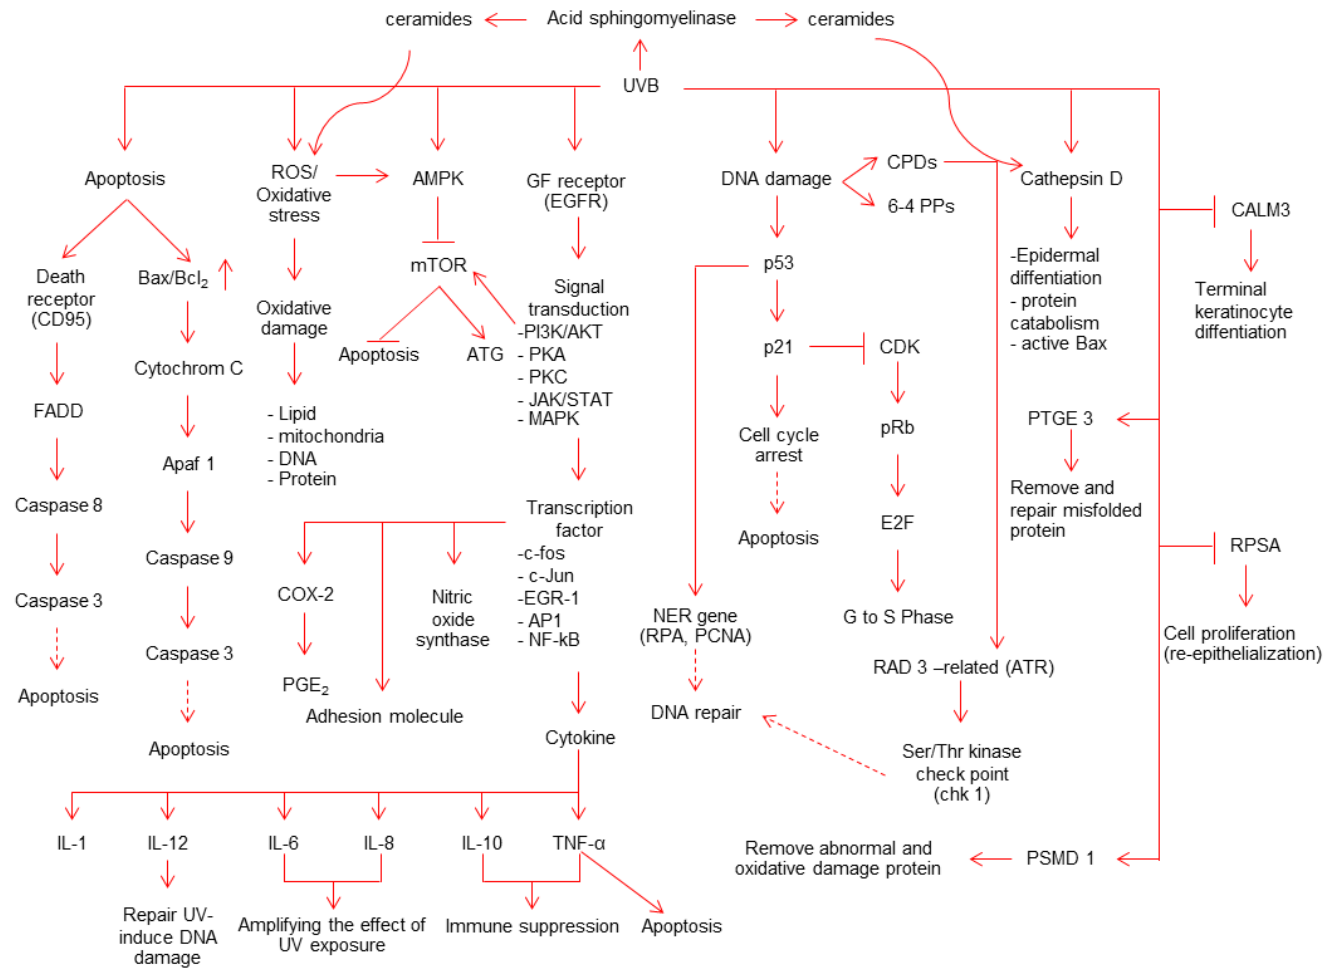 ceramides
Acid sphingomyelinase
ceramides
UVB
Apoptosis
ROS/
Oxidative
stress
AMPK
GF receptor
(EGFR)
DNA damage
CPDs
6-4 PPs
Cathepsin D
CALM3
Death
receptor
(CD95)
Bax/Bcl2
mTOR
p53
-Epidermal
diffentiation
- protein
catabolism
- active Bax
Terminal
keratinocyte
diffentiation
Oxidative
damage
Signal
transduction
-PI3K/AKT
- PKA
- PKC
- JAK/STAT
- MAPK
Apoptosis
ATG
p21
CDK
Cytochrom C
FADD
- Lipid
- mitochondria
- DNA
- Protein
Cell cycle
arrest
pRb
PTGE 3
Apaf 1
Caspase 8
Transcription
factor
-c-fos
- c-Jun
-EGR-1
- AP1
- NF-kB
Apoptosis
E2F
Remove and
repair misfolded
protein
RPSA
Caspase 9
Caspase 3
COX-2
Nitric
oxide
synthase
NER gene
(RPA, PCNA)
G to S Phase
Cell proliferation
(re-epithelialization)
Caspase 3
RAD 3 –related (ATR)
Apoptosis
PGE2
Adhesion molecule
DNA repair
Apoptosis
Cytokine
Ser/Thr kinase
check point
(chk 1)
IL-1
IL-12
IL-6
IL-8
IL-10
TNF-α
Remove abnormal and
oxidative damage protein
PSMD 1
Repair UV-
induce DNA
damage
Amplifying the effect of
UV exposure
Immune suppression
Apoptosis